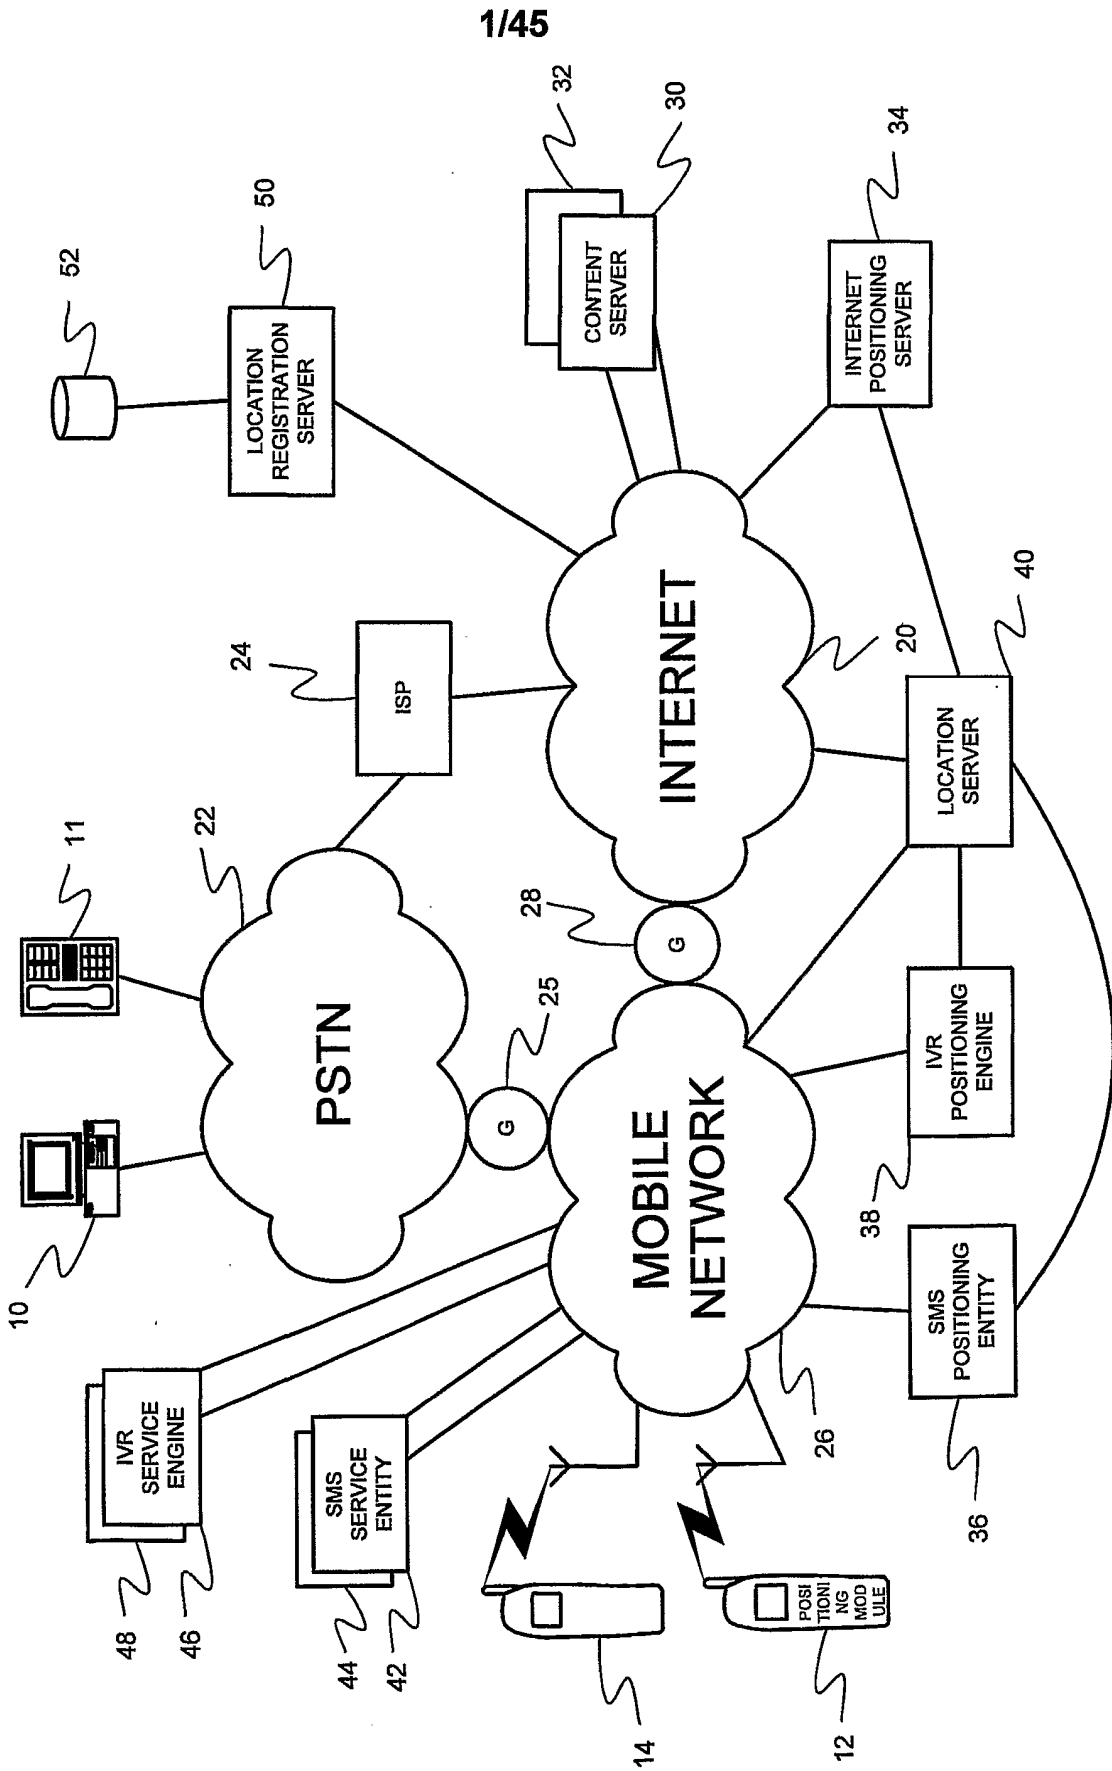 1/45
10
11
52
50
LOCATION
REGISTRATION
SERVER
22
24
ISP
PSTN
32
30
CONTENT
SERVER
48
46
IVR
SERVICE
ENGINE
44
42
SMS
SERVICE
ENTITY
25
G
28
G
MOBILE
NETWORK
INTERNET
34
INTERNET
POSITIONING
SERVER
14
12
POSI
TIONI
NG
MOD
ULE
26
20
36
SMS
POSITIONING
ENTITY
38
IVR
POSITIONING
ENGINE
40
LOCATION
SERVER